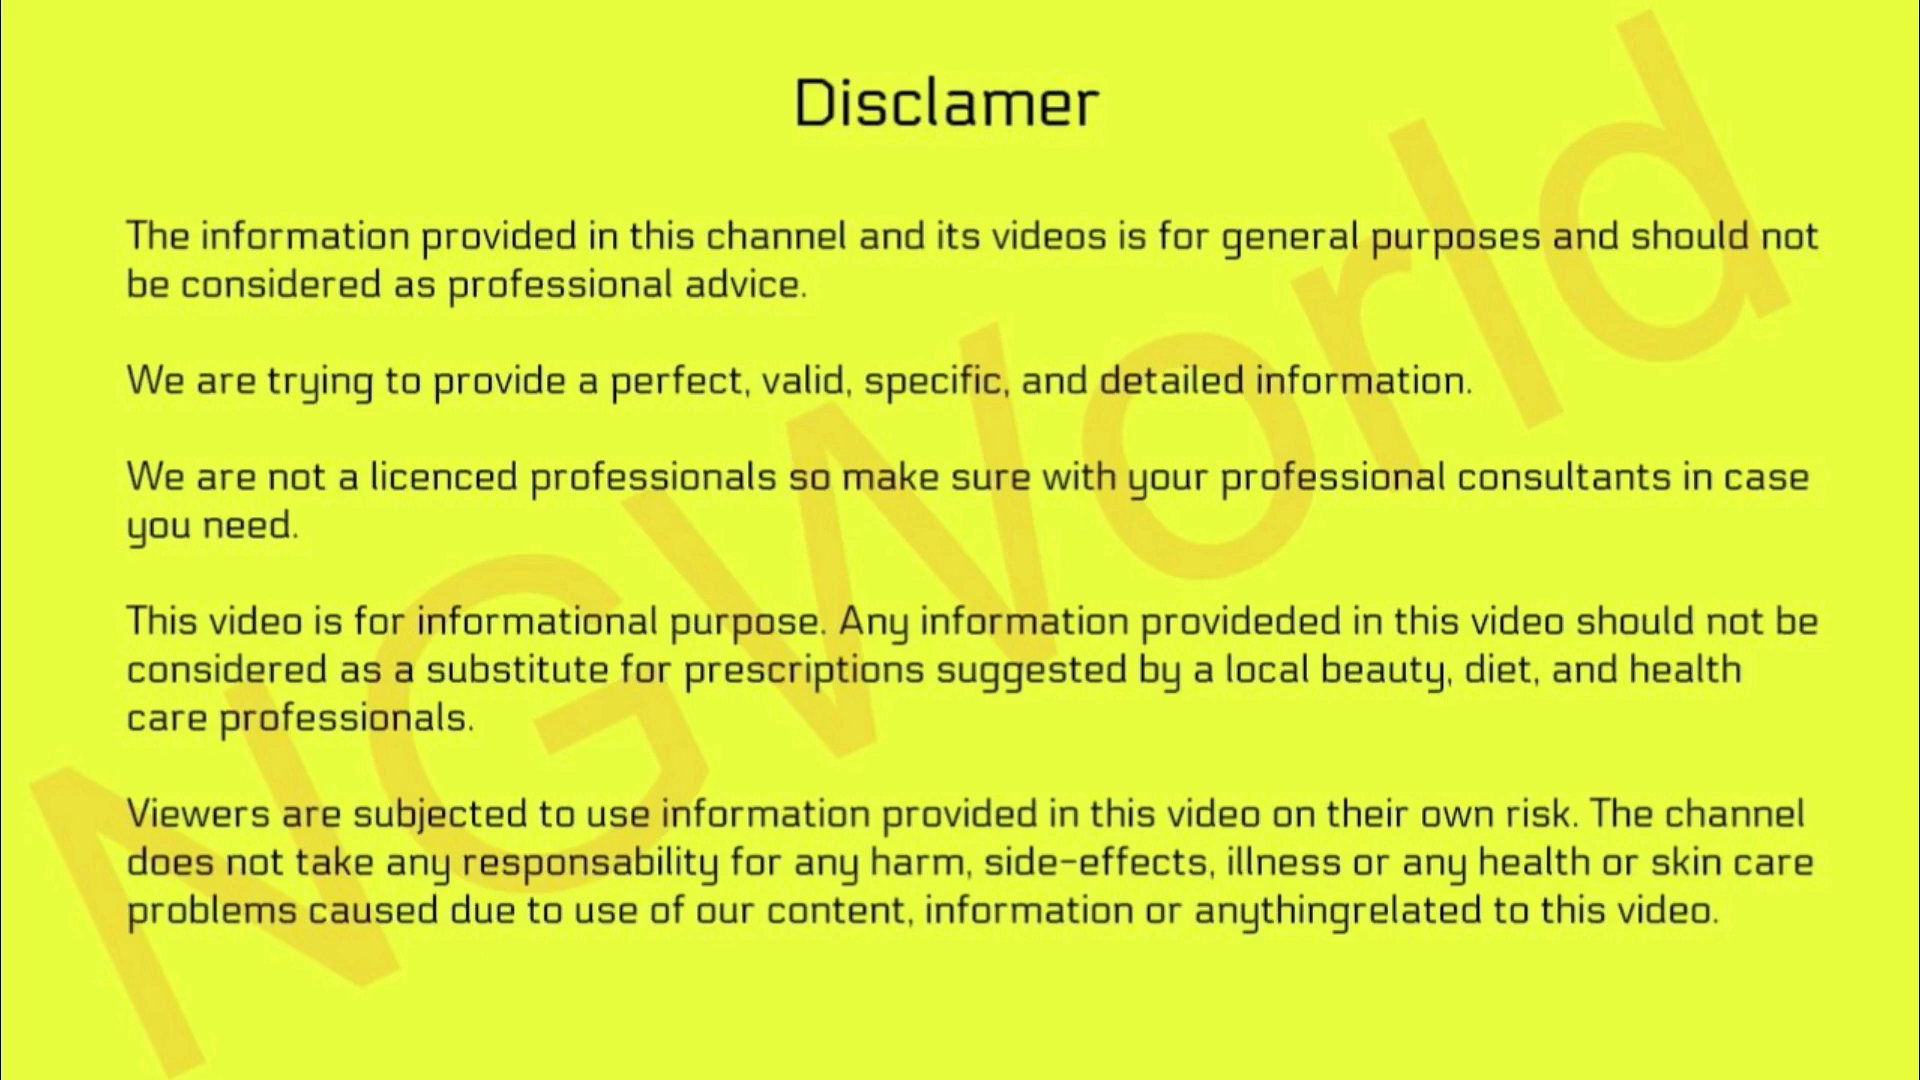 Disclamer
The information provided in this channel and its videos is for general purposes and should not
be considered as professional advice.
We are trying to provide a perfect, valid, specific, and detailed information.
We are not a licenced professionals so make sure with your professional consultants in case
you need.
This video is for informational purpose. Any information provideded in this video should not be
considered as a substitute for prescriptions suggested by a local beauty, diet, and health
care professionals.
Viewers are subjected to use information provided in this video on their own risk. The channel
does not take any responsability for any harm, side-effects, illness or any health or skin care
problems caused due to use of our content, information or anythingrelated to this video.
NGWorld